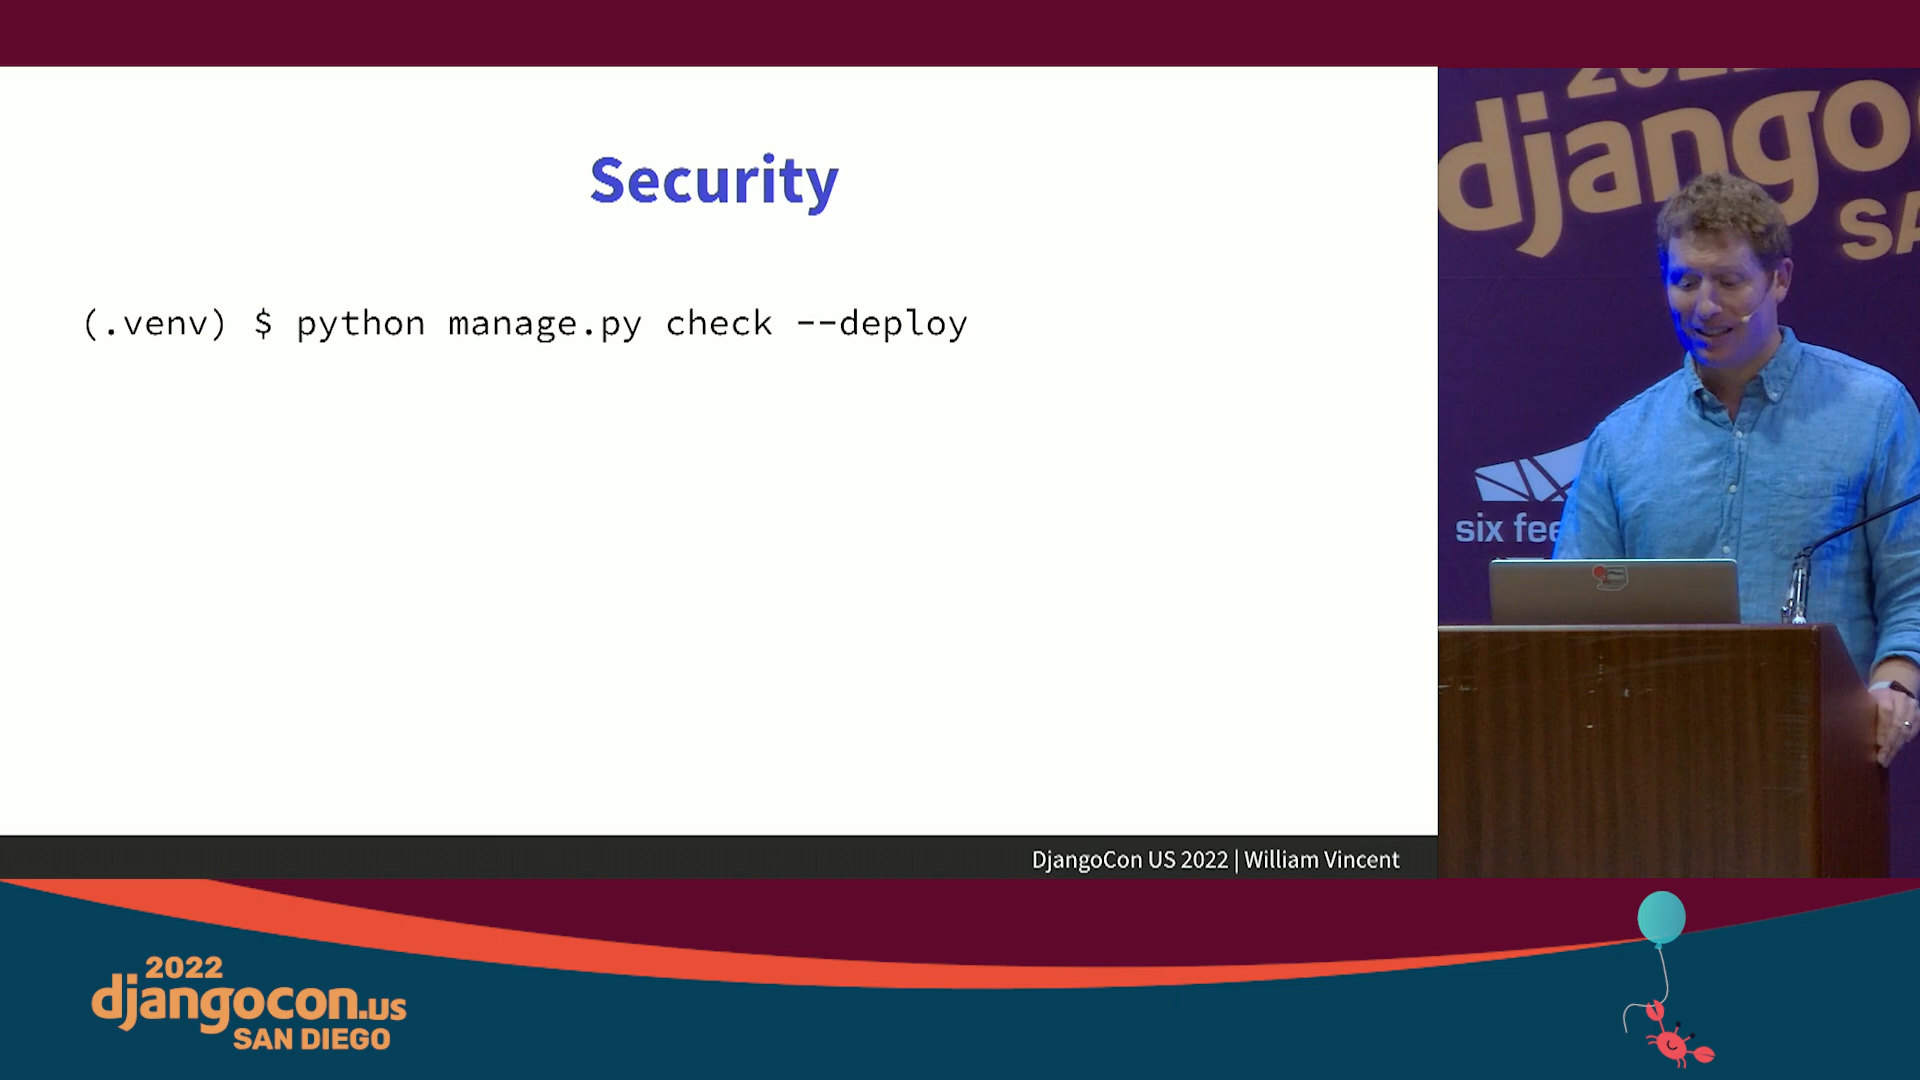 Security
(.venv) $ python manage.py check --deploy
DjangoCon US 2022 | William Vincent
django
SA
six fee
2022
djangocon.us
SAN DIEGO